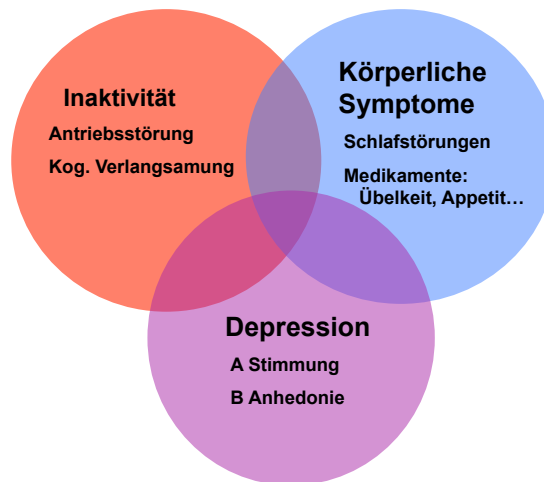 Inaktivität
Antriebsstörung
Kog. Verlangsamung
Körperliche
Symptome
Schlafstörungen
Medikamente:
Übelkeit, Appetit…
Depression
A Stimmung
B Anhedonie